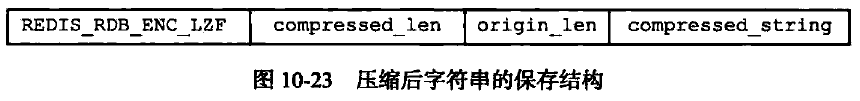 REDIS_RDB_ENC_LZF compressed_len origin_len compressed_string
图 10-23 压缩后字符串的保存结构